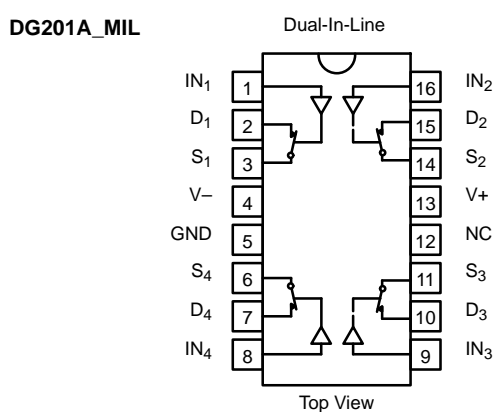 DG201A_MIL
Dual-In-Line
IN1 1 16 IN2
D1 2 15 D2
S1 3 14 S2
V– 4 13 V+
GND 5 12 NC
S4 6 11 S3
D4 7 10 D3
IN4 8 9 IN3
Top View